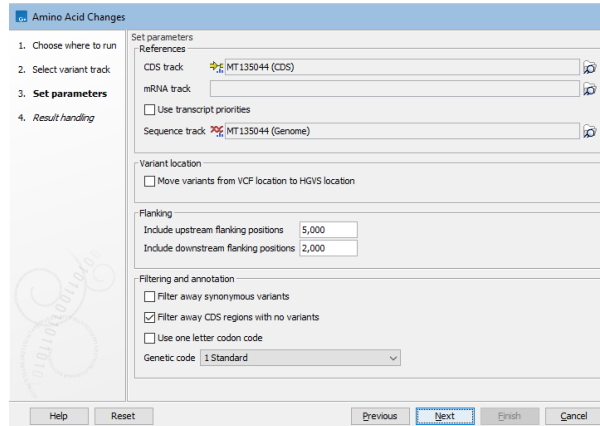 Amino Acid Changes
1. Choose where to run
2. Select variant track
3. Set parameters
4. Result handling
Set parameters
References
CDS track MT135044 (CDS)
mRNA track
Use transcript priorities
Sequence track MT135044 (Genome)
Variant location
Move variants from VCF location to HGVS location
Flanking
Include upstream flanking positions 5,000
Include downstream flanking positions 2,000
Filtering and annotation
Filter away synonymous variants
Filter away CDS regions with no variants
Use one letter codon code
Genetic code 1 Standard
Help Reset Previous Next Finish Cancel